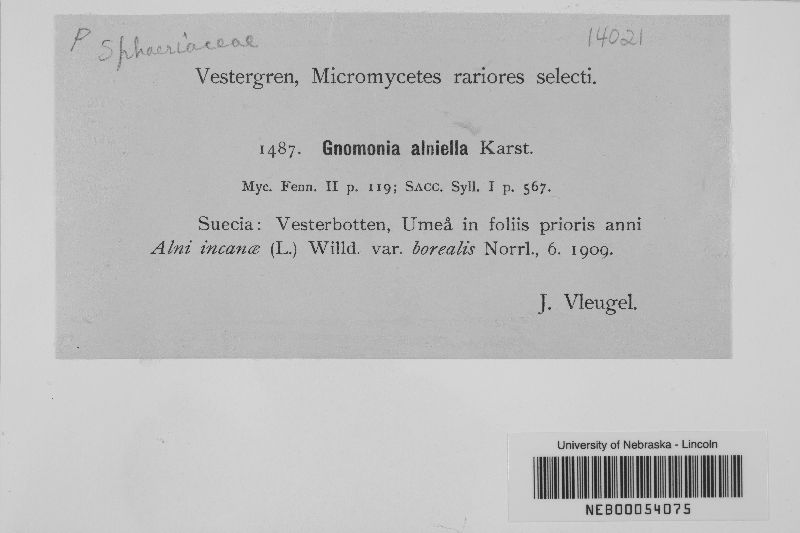 P Sphaeriaceae
14021
Vestergren, Micromycetes rariores selecti.
1487. Gnomonia alniella Karst.
Myc. Fenn. II p. 119; SACC. Syll. I p. 567.
Suecia: Vesterbotten, Umeå in foliis prioris anni
Alni incanæ (L.) Willd. var. borealis Norrl., 6. 1909.
J. Vleugel.
University of Nebraska - Lincoln
NEB00054075